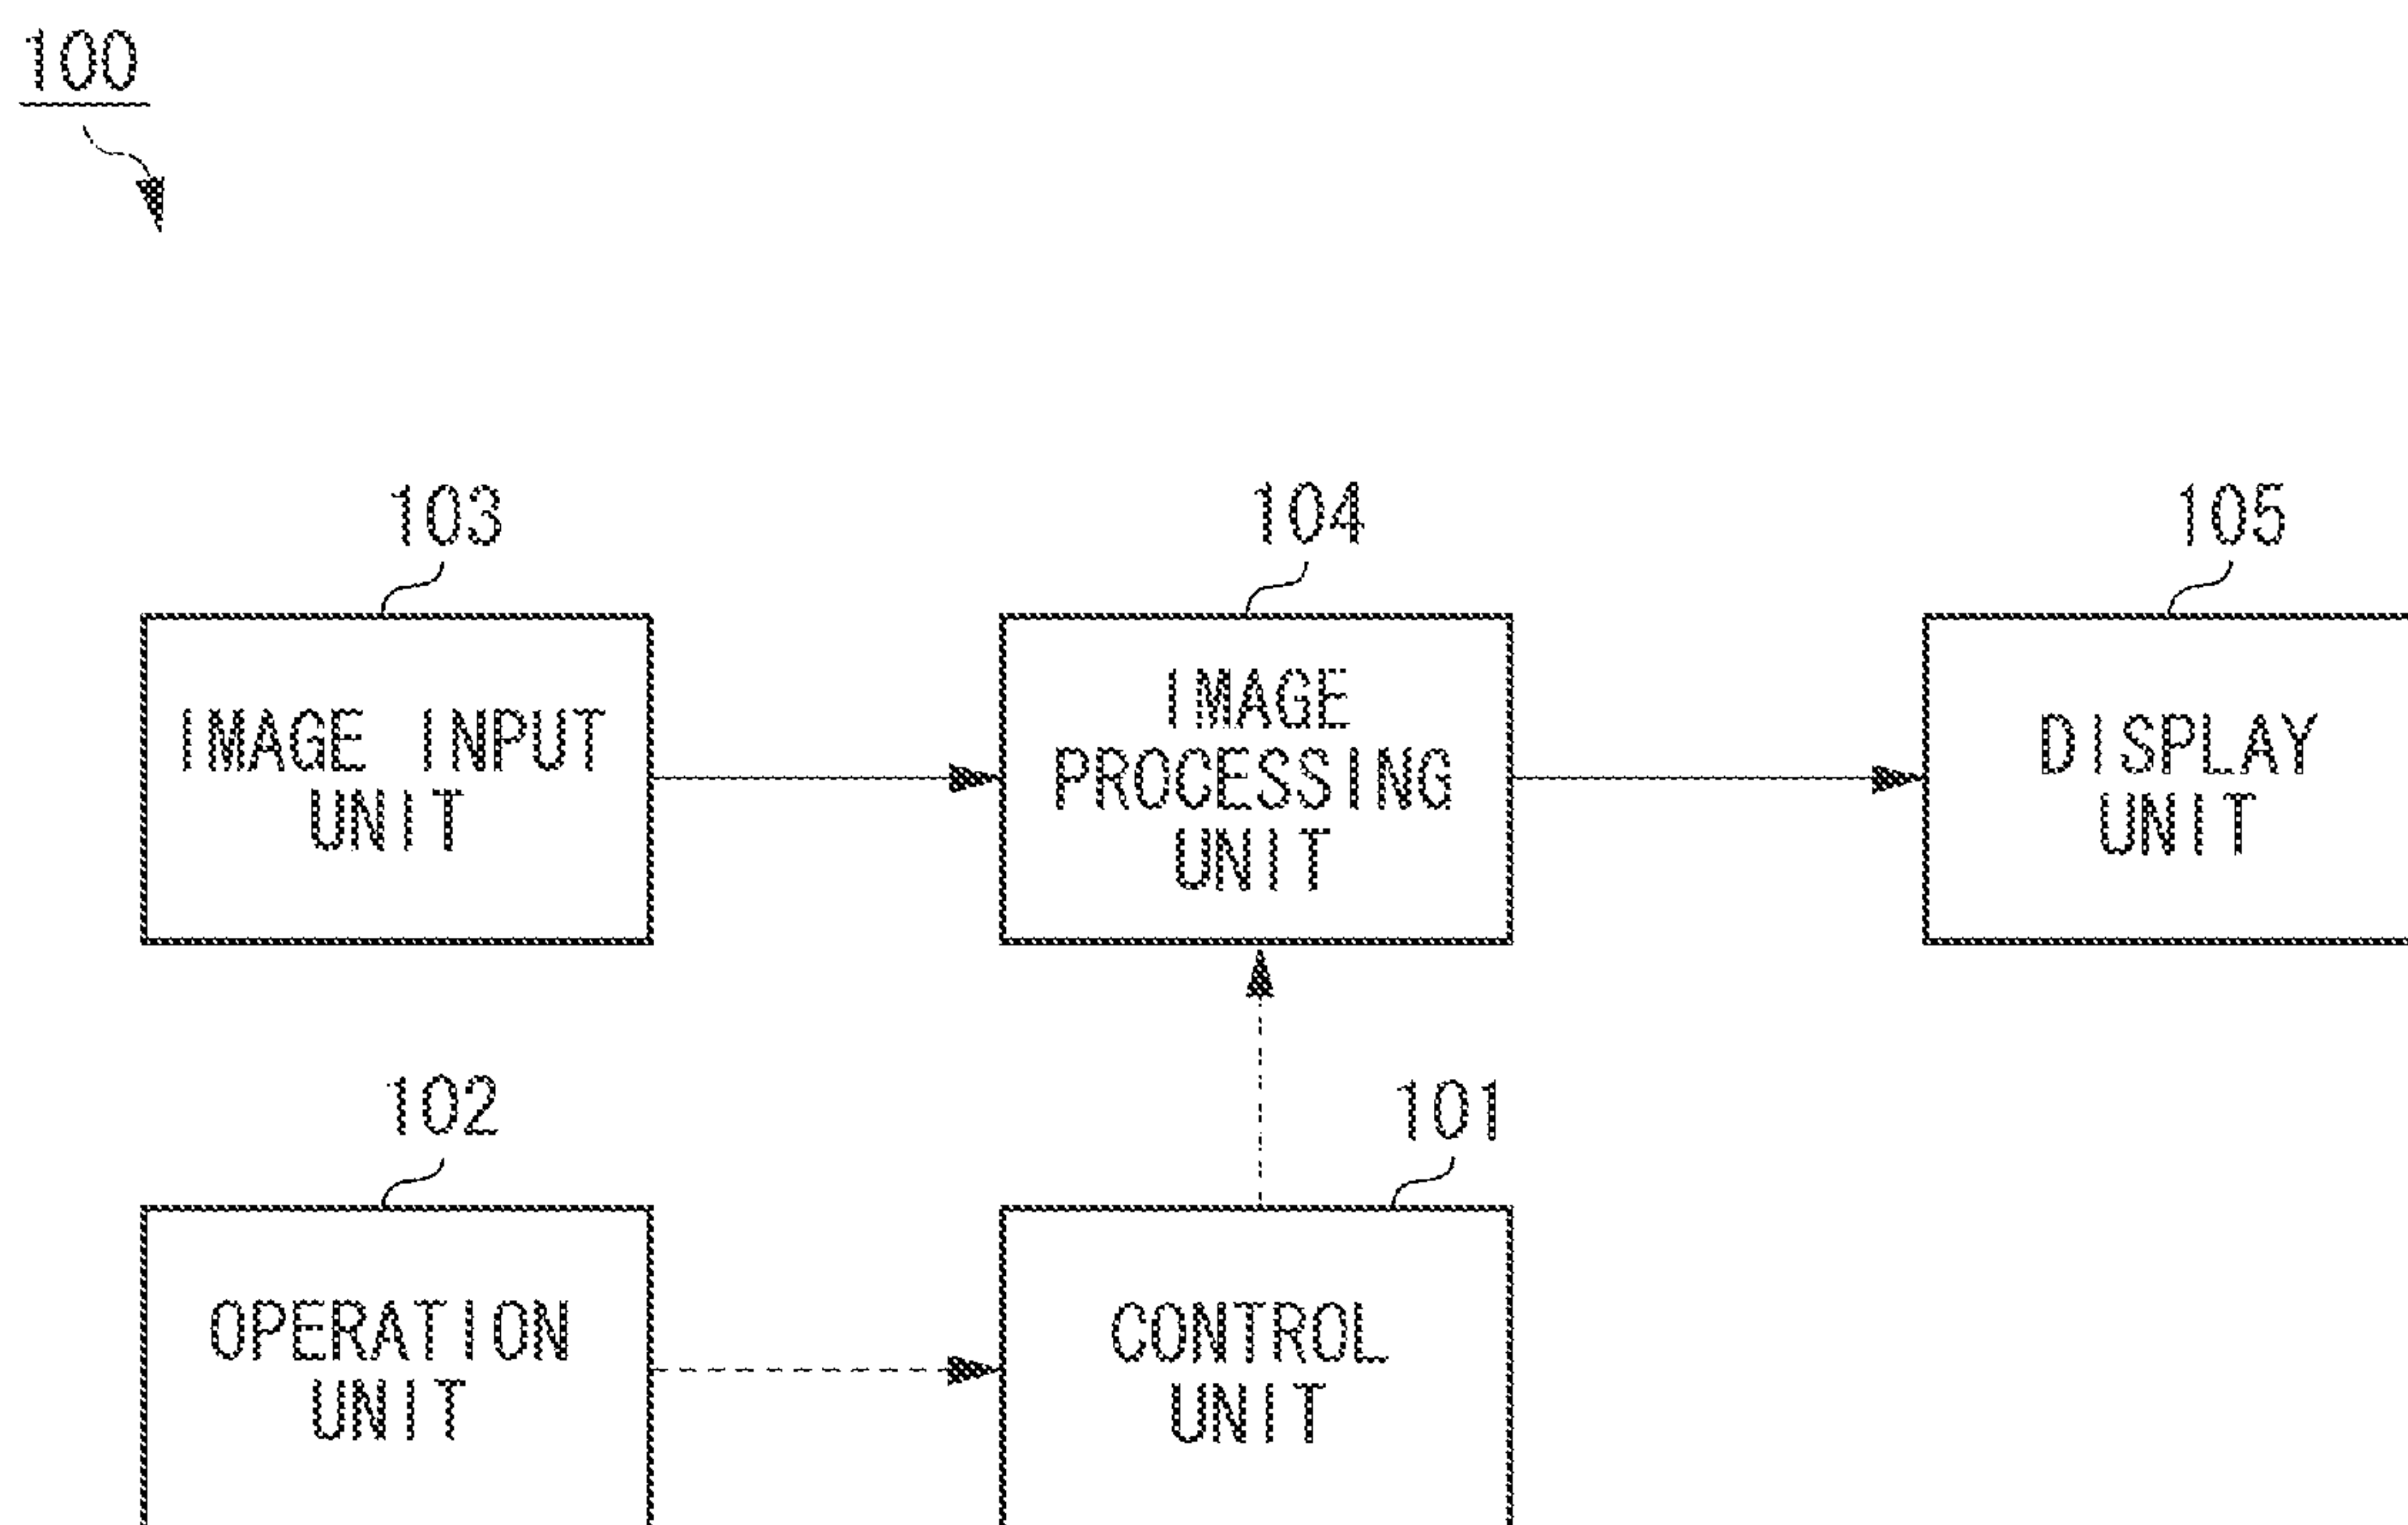 100
103
104
105
IMAGE INPUT
UNIT
IMAGE
PROCESSING
UNIT
DISPLAY
UNIT
102
101
OPERATION
UNIT
CONTROL
UNIT